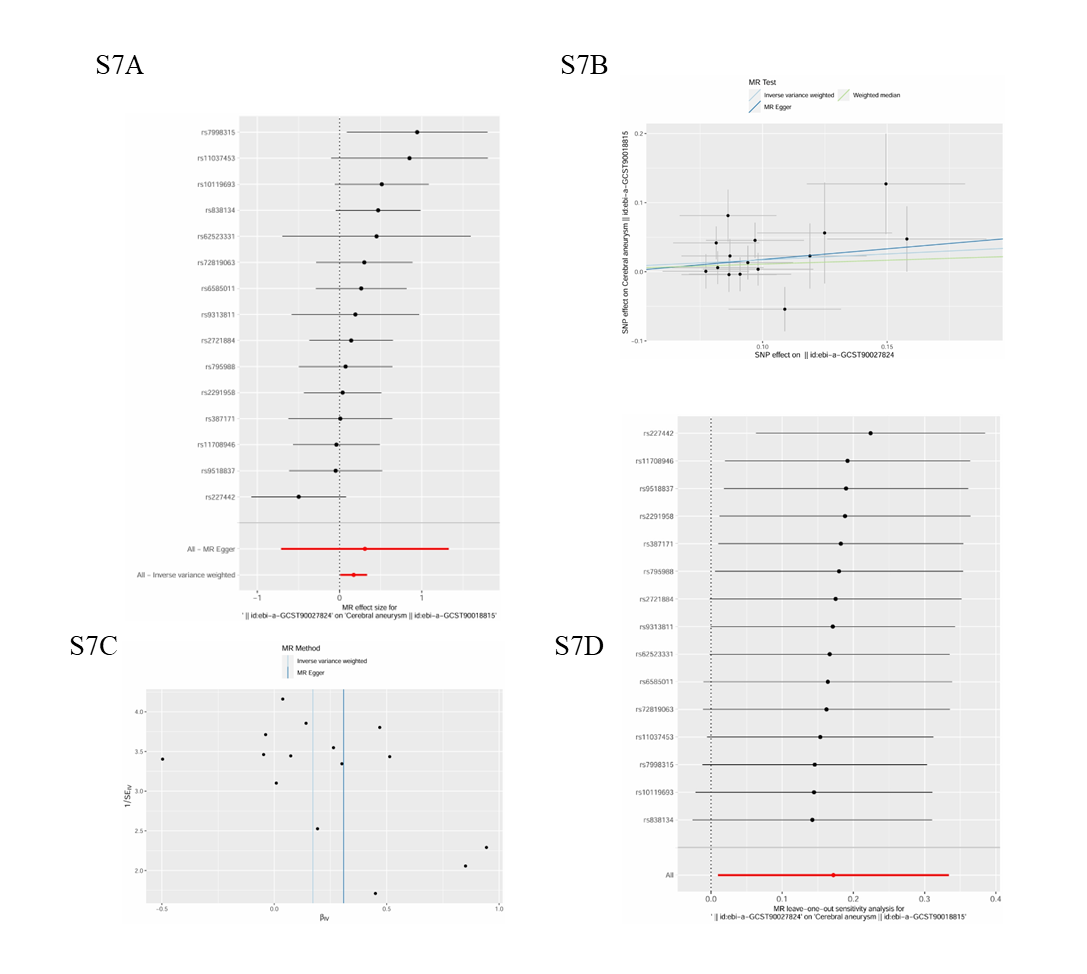 S7A
rs7998315
rs11037453
rs10119693
rs838134
rs62523331
rs72819063
rs6585011
rs9313811
rs2721884
rs795988
rs2291958
rs387171
rs11708946
rs9518837
rs227442
All − MR Egger
All − Inverse variance weighted
−1
0
1
MR effect size for
' || id:ebi−a−GCST90027824' on 'Cerebral aneurysm || id:ebi−a−GCST90018815'
S7B
MR Test
Inverse variance weighted
Weighted median
MR Egger
SNP effect on Cerebral aneurysm || id:ebi−a−GCST90018815
0.2
0.1
0.0
−0.1
0.10
0.15
SNP effect on || id:ebi−a−GCST90027824
S7C
MR Method
Inverse variance weighted
MR Egger
1/SEIV
4.0
3.5
3.0
2.5
2.0
−0.5
0.0
0.5
1.0
βIV
S7D
rs227442
rs11708946
rs9518837
rs2291958
rs387171
rs795988
rs2721884
rs9313811
rs62523331
rs6585011
rs72819063
rs11037453
rs7998315
rs10119693
rs838134
All
0.0
0.1
0.2
0.3
0.4
MR leave−one−out sensitivity analysis for
' || id:ebi−a−GCST90027824' on 'Cerebral aneurysm || id:ebi−a−GCST90018815'